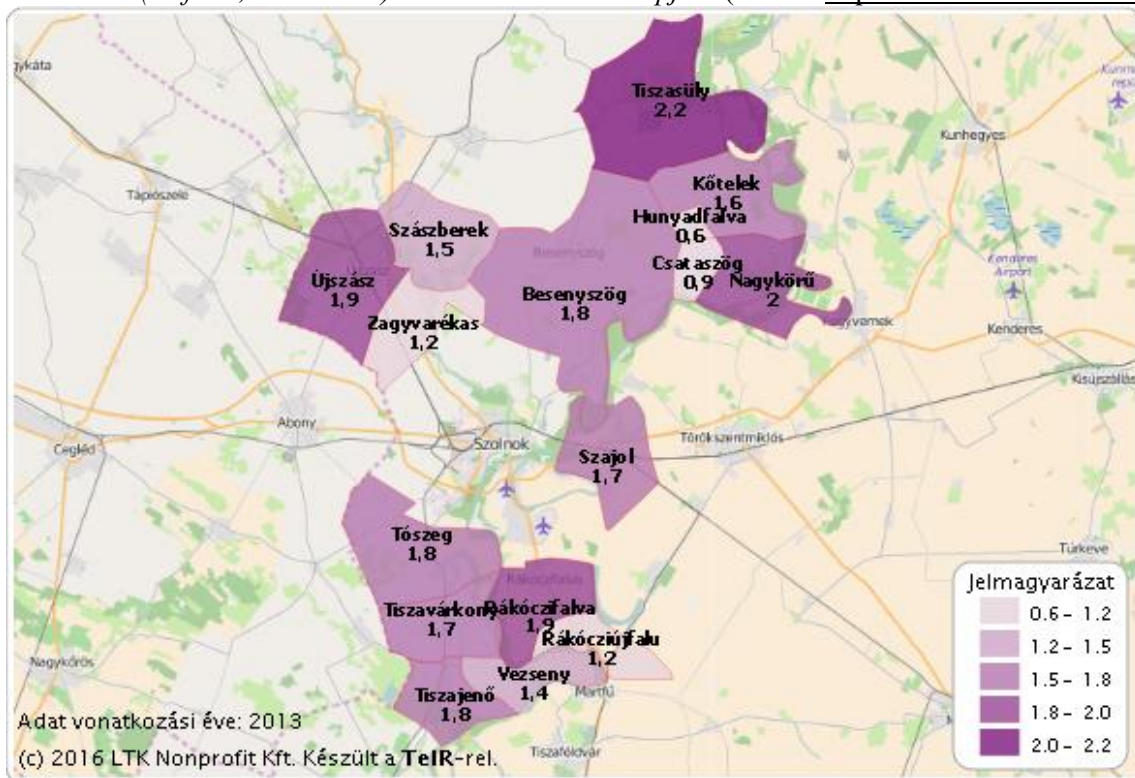 gykáta
Tiszasüly
2,2
Kunhegyes
Tápiószele
Kőtelek
1,6
Szászberek
1,5
Hunyadfalva
0,6
Besenyszög
Csataszög
0,9
Kenderes
Airport
Újszász
1,9
Besenyszög
1,8
Nagykörű
2
Zagyvarékas
1,2
Kenderes
Kisújszállás
Abony
Szolnok
Törökszentmiklós
Cegléd
Szajol
1,7
Tószeg
1,8
Túrkeve
Rákóczifalva
Jelmagyarázat
0.6 - 1.2
1.2 - 1.5
1.5 - 1.8
1.8 - 2.0
2.0 - 2.2
Tiszavárkony
1,7
Rákóczifalva
1,9
Rákócziújfalu
1,2
Nagykőrös
Vezseny
1,4
Martfű
Tiszajenő
1,8
Adat vonatkozási éve: 2013
Tiszaföldvár
(c) 2016 LTK Nonprofit Kft. Készült a TeIR-rel.